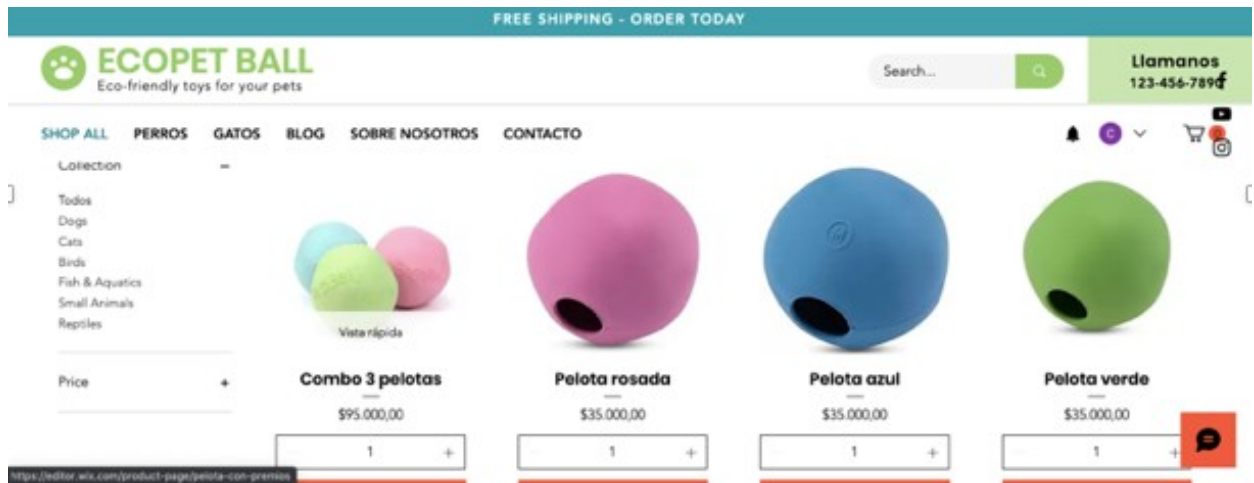 FREE SHIPPING - ORDER TODAY
ECOPET BALL
Eco-friendly toys for your pets
Search...
Llamanos
123-456-7890
SHOP ALL PERROS GATOS BLOG SOBRE NOSOTROS CONTACTO
C
Collection −
Todos
Dogs
Cats
Birds
Fish & Aquatics
Small Animals
Reptiles
Price +
Vista rápida
Combo 3 pelotas
$95.000,00
1 +
Pelota rosada
$35.000,00
1 +
Pelota azul
$35.000,00
1 +
Pelota verde
$35.000,00
1 +
https://editor.wix.com/product-page/pelota-con-premios